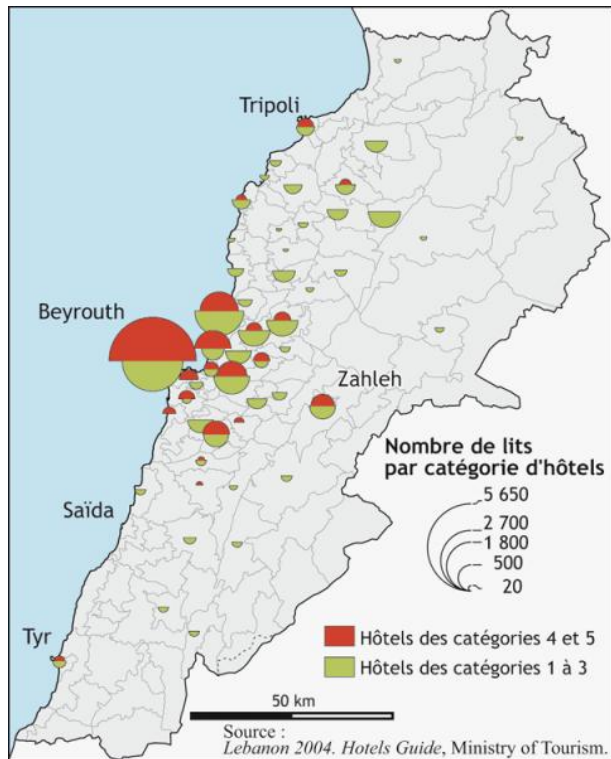 Tripoli
Beyrouth
Zahleh
Saïda
Tyr
Nombre de lits
par catégorie d'hôtels
5 650
2 700
1 800
500
20
Hôtels des catégories 4 et 5
Hôtels des catégories 1 à 3
50 km
Source :
Lebanon 2004. Hotels Guide, Ministry of Tourism.